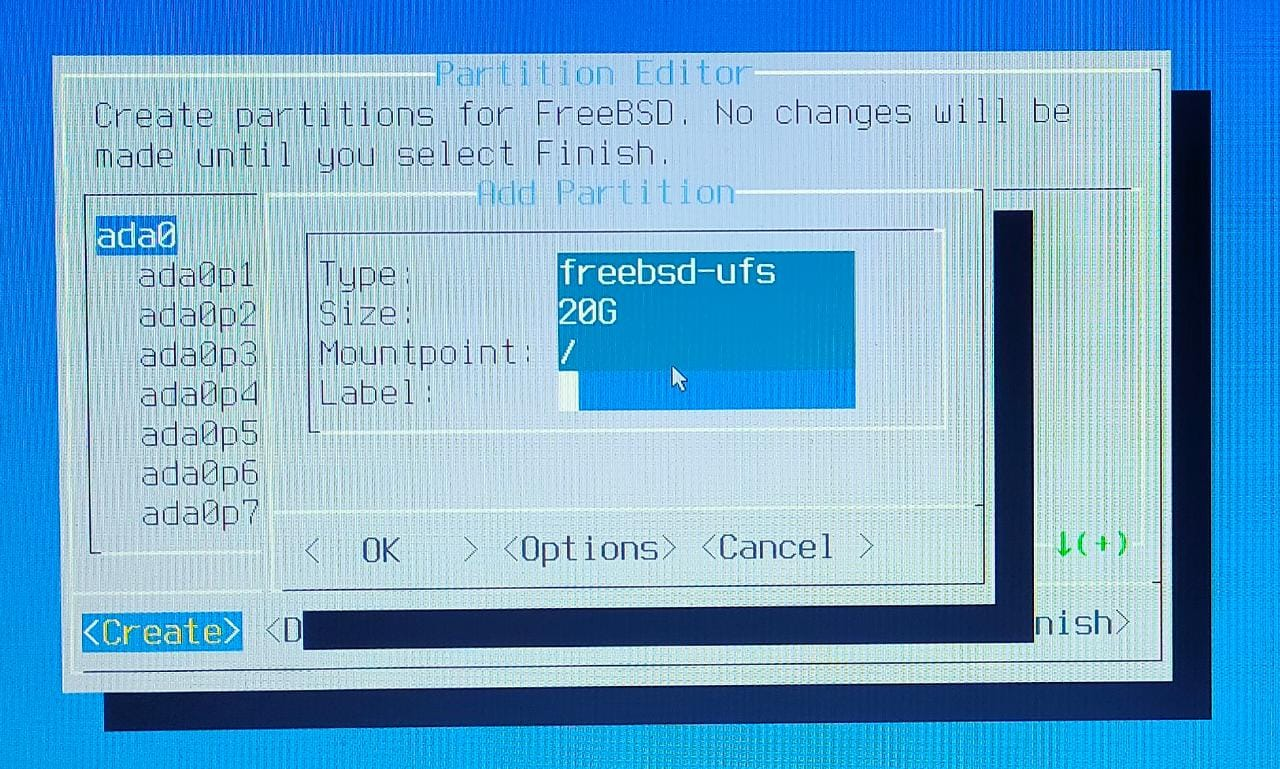 Partition Editor
Create partitions for FreeBSD. No changes will be
made until you select Finish.
Add Partition
ada0
ada0p1
ada0p2
ada0p3
ada0p4
ada0p5
ada0p6
ada0p7
Type: freebsd-ufs
Size: 20G
Mountpoint: /
Label:
< OK > <Options> <Cancel >
↓(+)
<Create> <D nish>